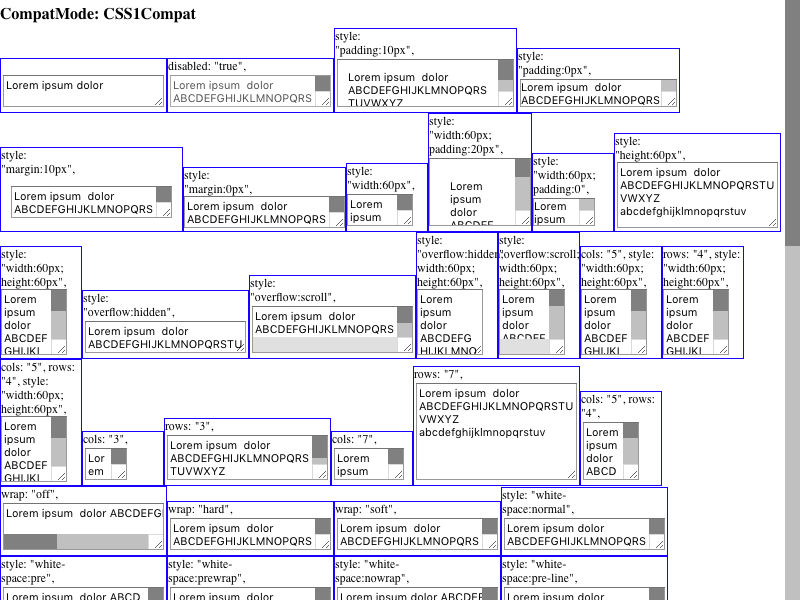 CompatMode: CSS1Compat
Lorem ipsum  dolor
disabled: "true",
Lorem ipsum  dolor
ABCDEFGHIJKLMNOPQRS
style:
"padding:10px",
Lorem ipsum  dolor
ABCDEFGHIJKLMNOPQRS
TUVWXYZ
style:
"padding:0px",
Lorem ipsum  dolor
ABCDEFGHIJKLMNOPQRS
style:
"margin:10px",
Lorem ipsum  dolor
ABCDEFGHIJKLMNOPQRS
style:
"margin:0px",
Lorem ipsum  dolor
ABCDEFGHIJKLMNOPQRS
style:
"width:60px",
Lorem
ipsum
style:
"width:60px;
padding:20px",
Lorem
ipsum
dolor
ABCDEF
style:
"width:60px;
padding:0",
Lorem
ipsum
style:
"height:60px",
Lorem ipsum  dolor
ABCDEFGHIJKLMNOPQRSTU
VWXYZ
abcdefghijklmnopqrstuv
style:
"width:60px;
height:60px",
Lorem
ipsum
dolor
ABCDEF
GHIJKL
style:
"overflow:hidden",
Lorem ipsum  dolor
ABCDEFGHIJKLMNOPQRSTU
style:
"overflow:scroll",
Lorem ipsum  dolor
ABCDEFGHIJKLMNOPQRS
style:
"overflow:hidden;
width:60px;
height:60px",
Lorem
ipsum
dolor
ABCDEFG
HIJKLMNO
style:
"overflow:scroll;
width:60px;
height:60px",
Lorem
ipsum
dolor
ABCDEF
cols: "5", style:
"width:60px;
height:60px",
Lorem
ipsum
dolor
ABCDEF
GHIJKL
rows: "4", style:
"width:60px;
height:60px",
Lorem
ipsum
dolor
ABCDEF
GHIJKL
cols: "5", rows:
"4", style:
"width:60px;
height:60px",
Lorem
ipsum
dolor
ABCDEF
GHIJKL
cols: "3",
Lor
em
rows: "3",
Lorem ipsum  dolor
ABCDEFGHIJKLMNOPQRS
TUVWXYZ
cols: "7",
Lorem
ipsum
rows: "7",
Lorem ipsum  dolor
ABCDEFGHIJKLMNOPQRSTU
VWXYZ
abcdefghijklmnopqrstuv
cols: "5", rows:
"4",
Lorem
ipsum
dolor
ABCD
wrap: "off",
Lorem ipsum  dolor ABCDEFG
wrap: "hard",
Lorem ipsum  dolor
ABCDEFGHIJKLMNOPQRS
wrap: "soft",
Lorem ipsum  dolor
ABCDEFGHIJKLMNOPQRS
style: "white-
space:normal",
Lorem ipsum  dolor
ABCDEFGHIJKLMNOPQRS
style: "white-
space:pre",
Lorem ipsum  dolor ABCD
style: "white-
space:prewrap",
Lorem ipsum  dolor
style: "white-
space:nowrap",
Lorem ipsum dolor ABCDEF
style: "white-
space:pre-line",
Lorem ipsum dolor